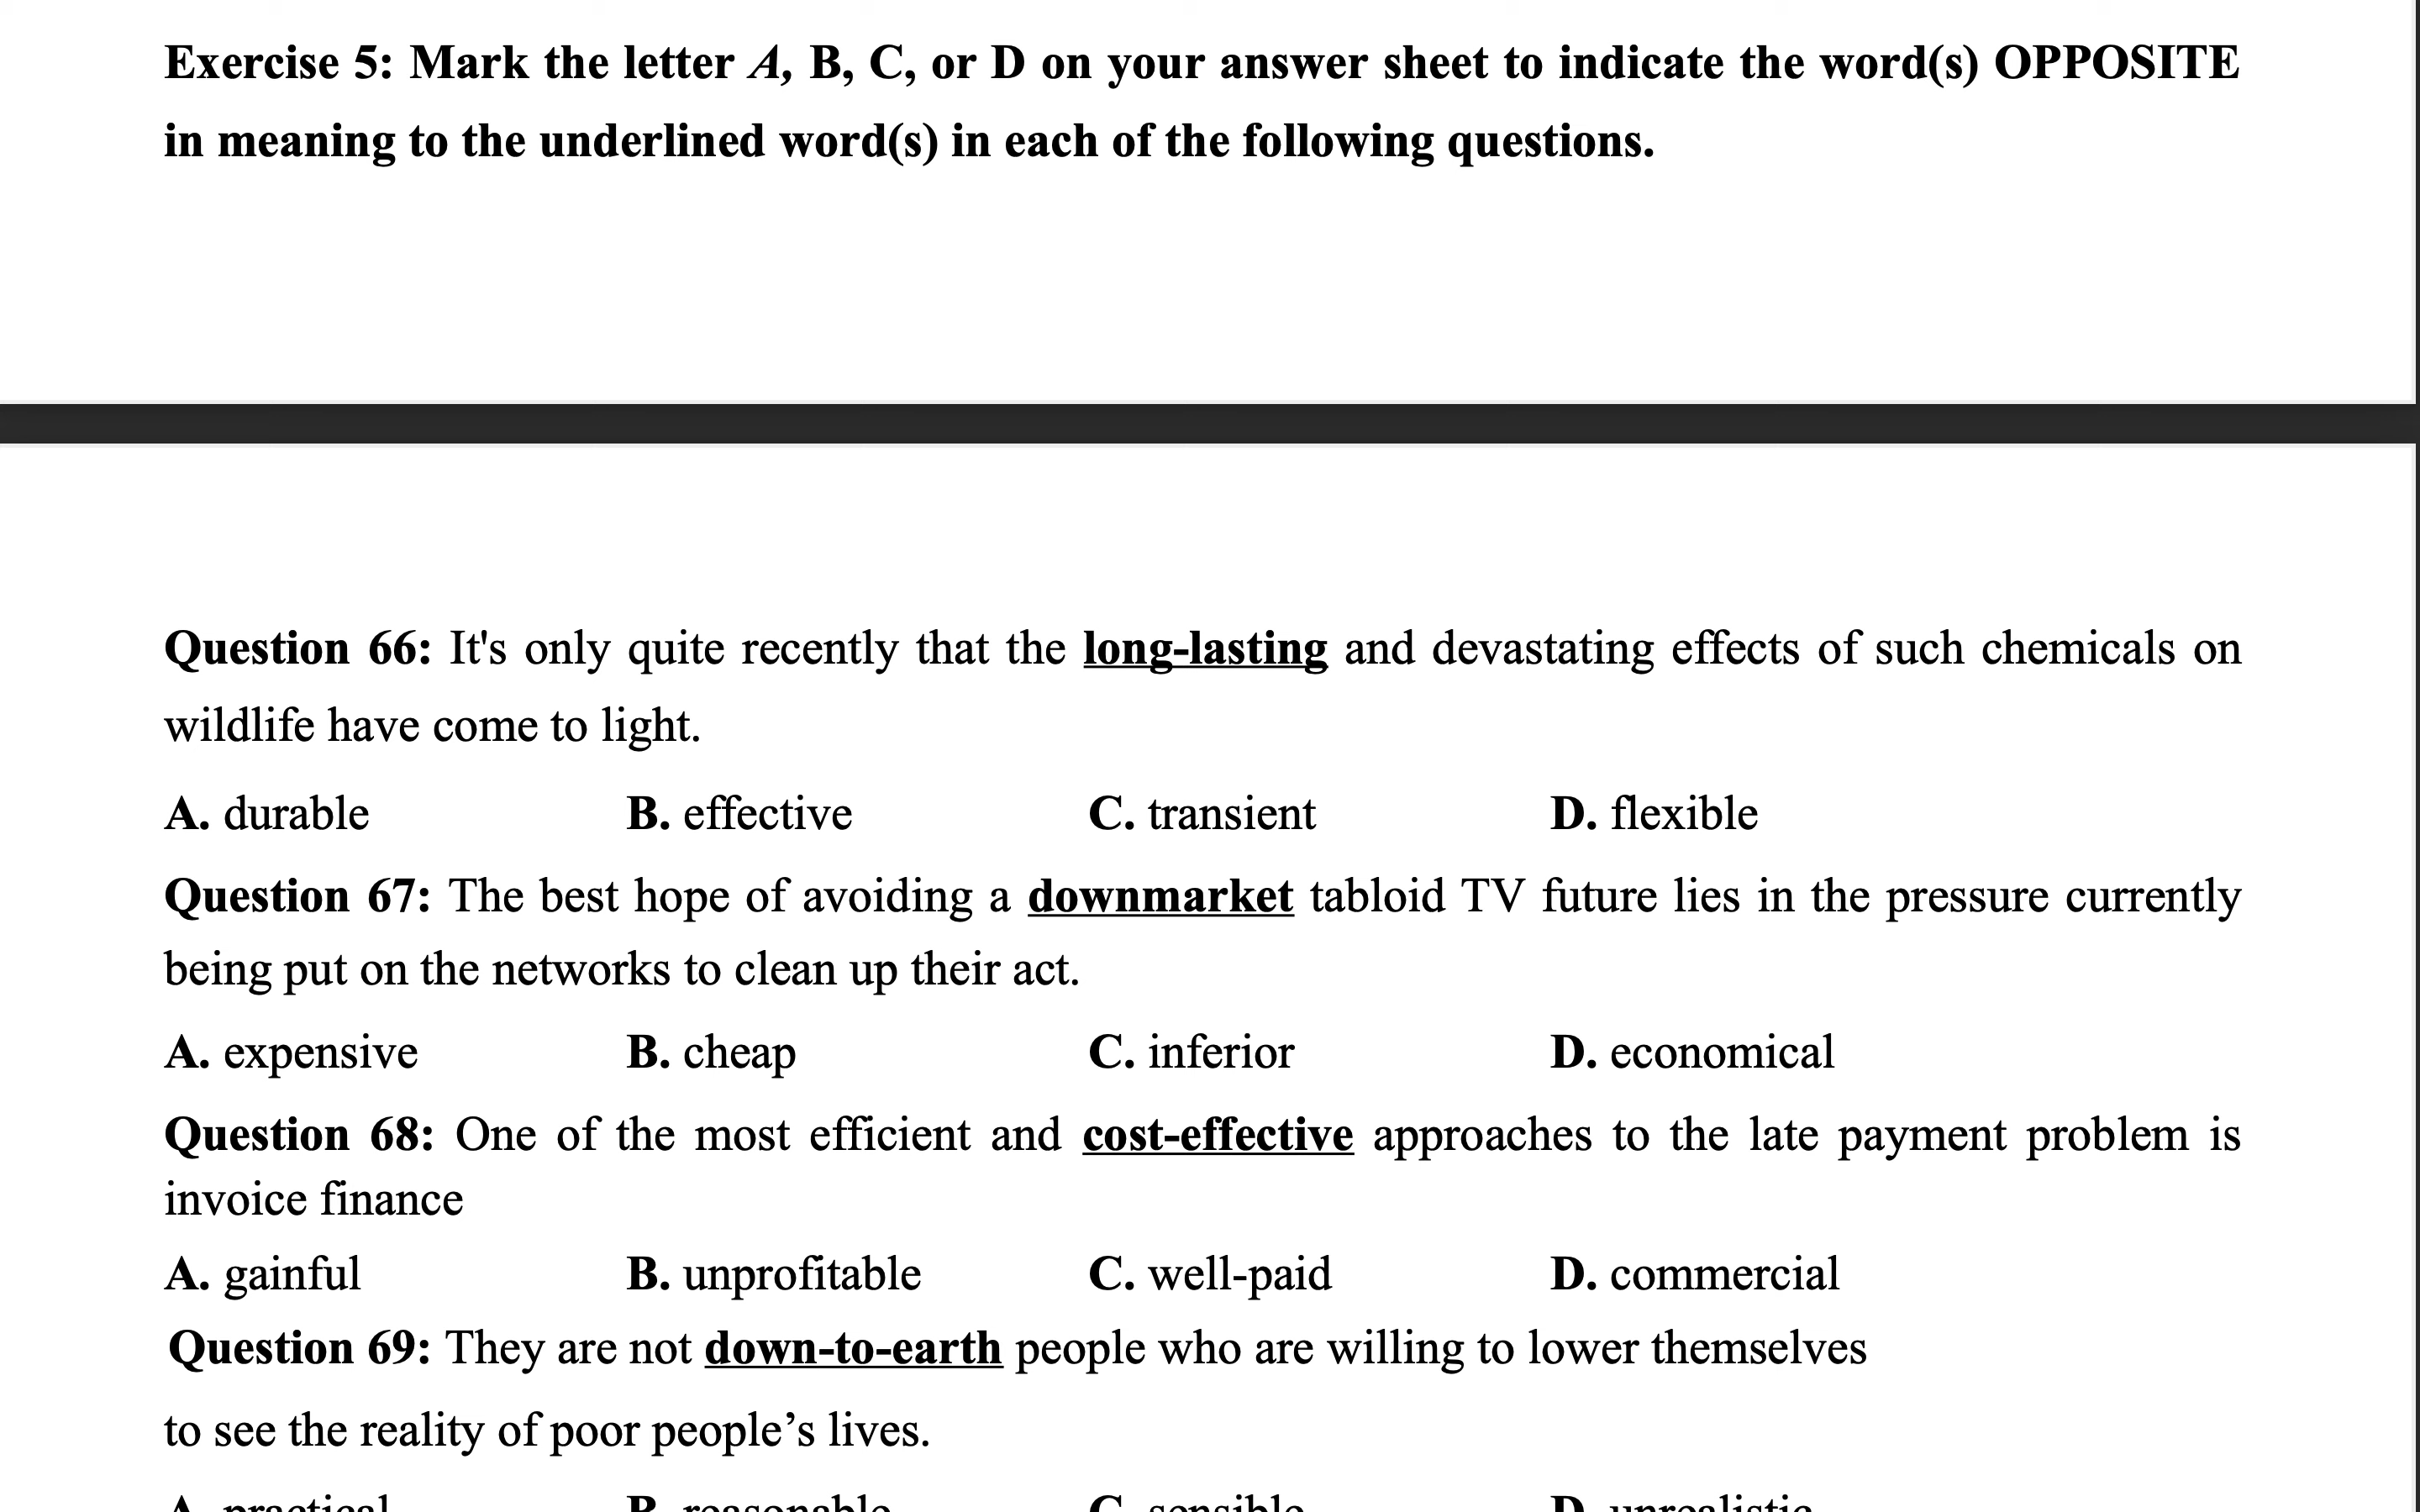 Exercise 5: Mark the letter A, B, C, or D on your answer sheet to indicate the word(s) OPPOSITE
in meaning to the underlined word(s) in each of the following questions.
Question 66: It's only quite recently that the long-lasting and devastating effects of such chemicals on
wildlife have come to light.
A. durable B. effective C. transient D. flexible
Question 67: The best hope of avoiding a downmarket tabloid TV future lies in the pressure currently
being put on the networks to clean up their act.
A. expensive B. cheap C. inferior D. economical
Question 68: One of the most efficient and cost-effective approaches to the late payment problem is
invoice finance
A. gainful B. unprofitable C. well-paid D. commercial
Question 69: They are not down-to-earth people who are willing to lower themselves
to see the reality of poor people’s lives.
A. practical B. reasonable C. sensible D. unrealistic